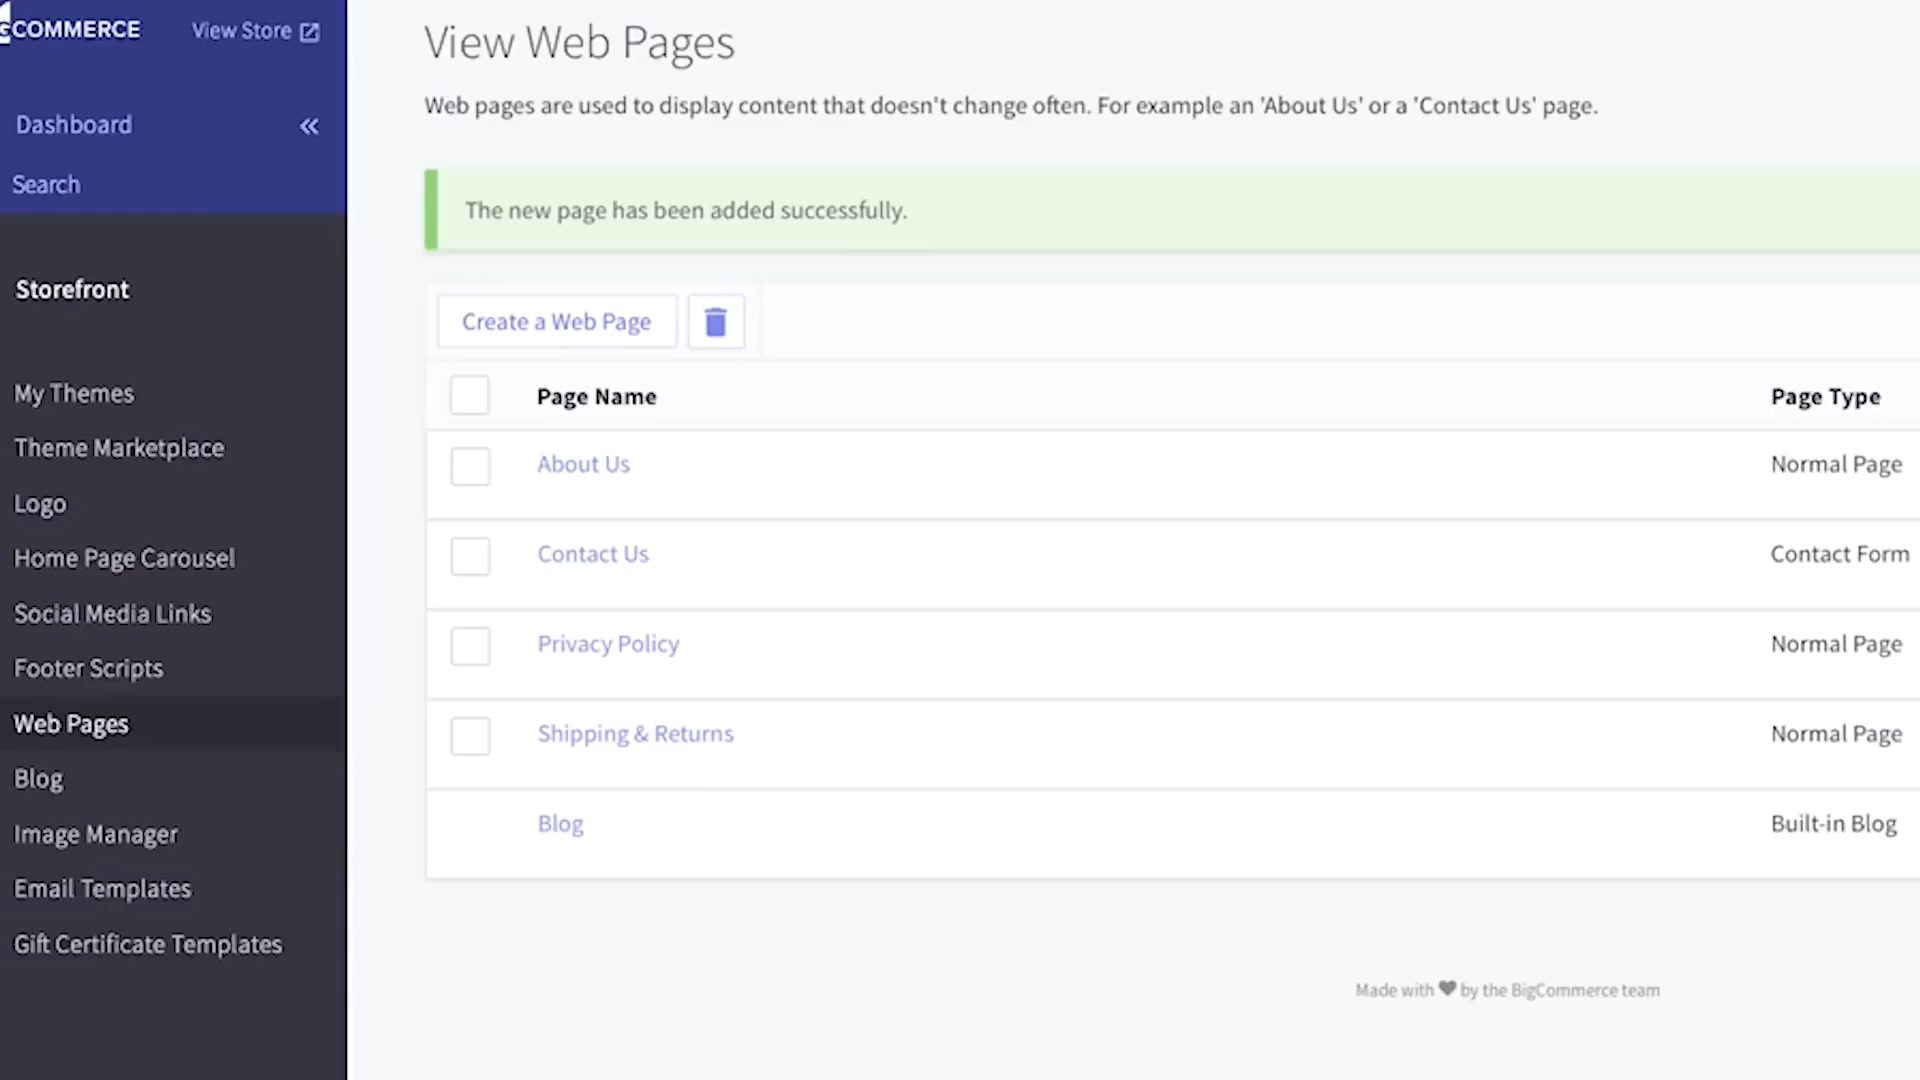 COMMERCE
View Store
Dashboard
Search
Storefront
My Themes
Theme Marketplace
Logo
Home Page Carousel
Social Media Links
Footer Scripts
Web Pages
Blog
Image Manager
Email Templates
Gift Certificate Templates
View Web Pages
Web pages are used to display content that doesn't change often. For example an 'About Us' or a 'Contact Us' page.
The new page has been added successfully.
Create a Web Page
Page Name Page Type
About Us Normal Page
Contact Us Contact Form
Privacy Policy Normal Page
Shipping & Returns Normal Page
Blog Built-in Blog
Made with ♥ by the BigCommerce team